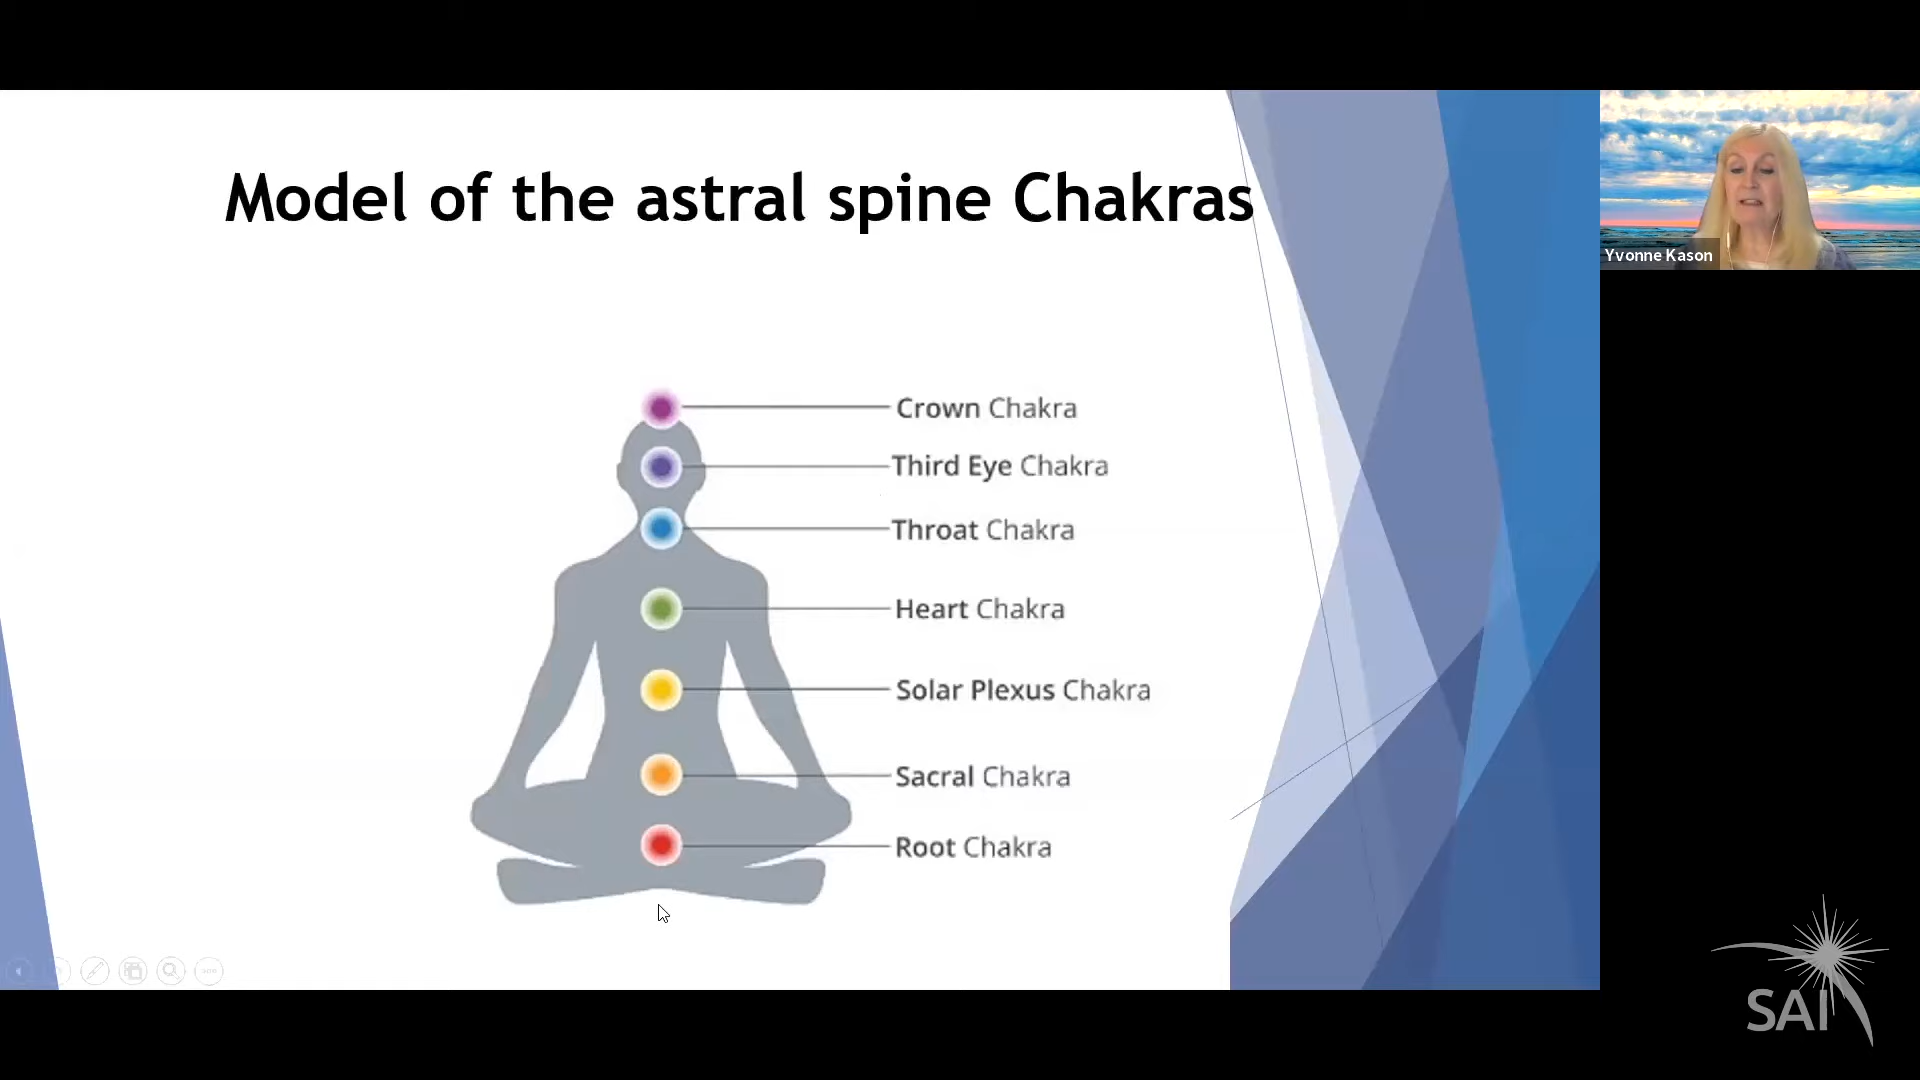 Model of the astral spine Chakras
Yvonne Kason
Crown Chakra
Third Eye Chakra
Throat Chakra
Heart Chakra
Solar Plexus Chakra
Sacral Chakra
Root Chakra
SAI